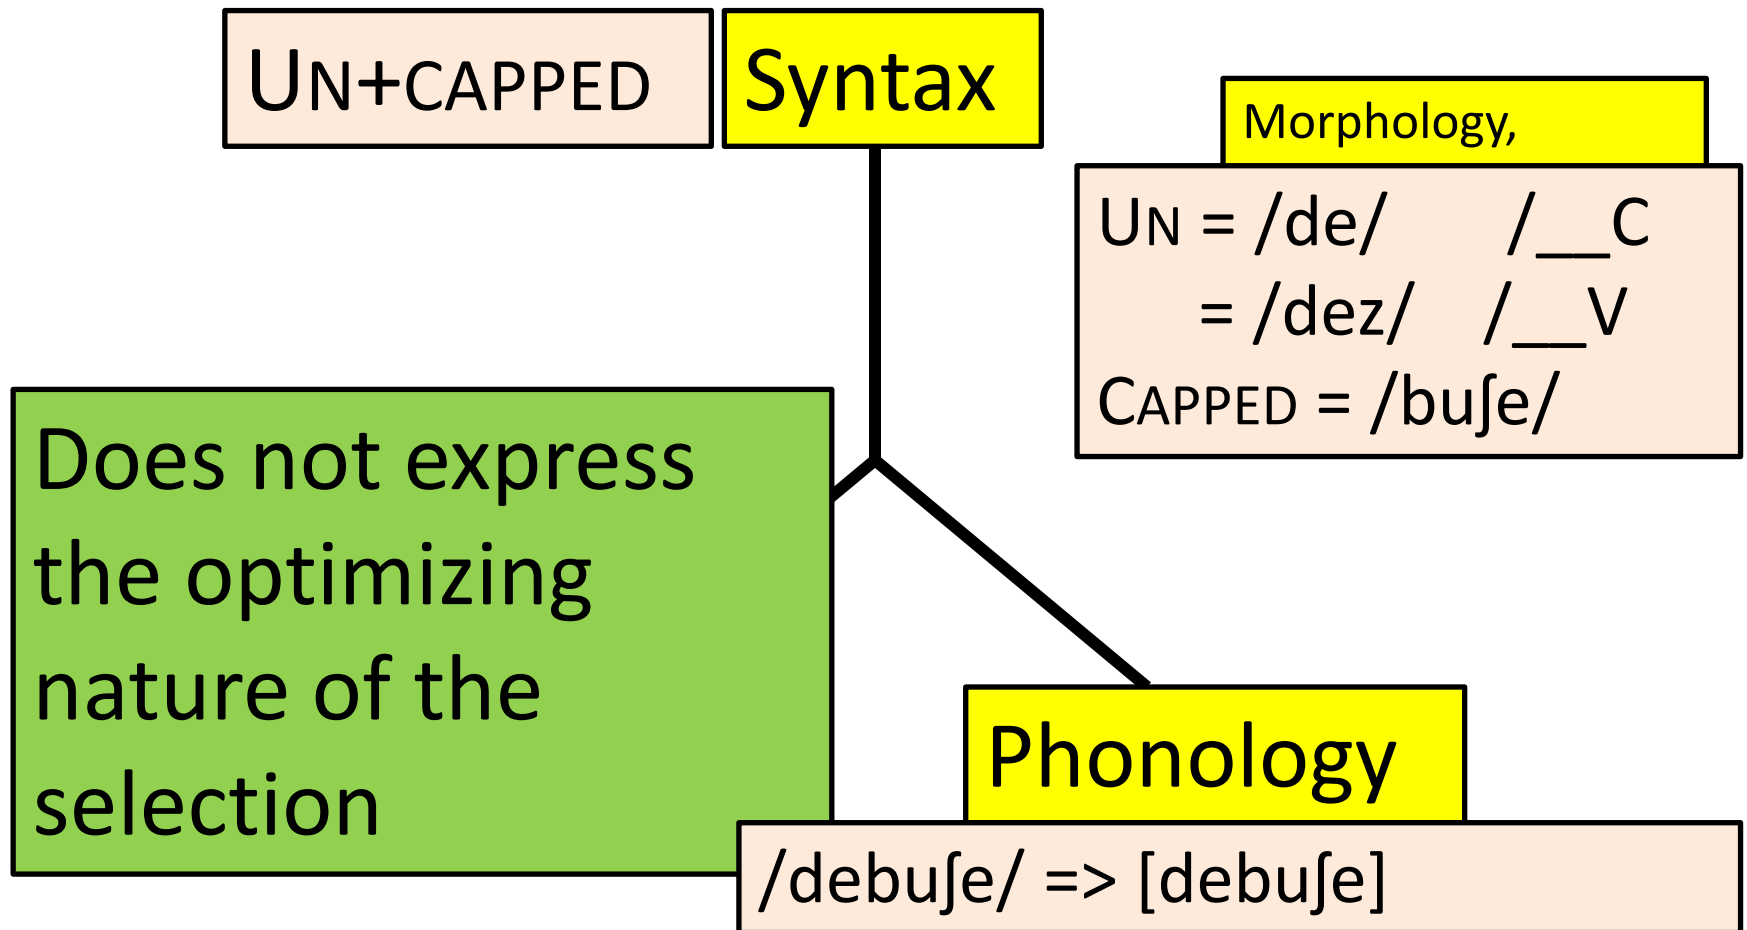 UN+CAPPED
Syntax
Morphology,
UN = /de/ /__C
= /dez/ /__V
CAPPED = /buʃe/
Does not express
the optimizing
nature of the
selection
Phonology
/debuʃe/ => [debuʃe]